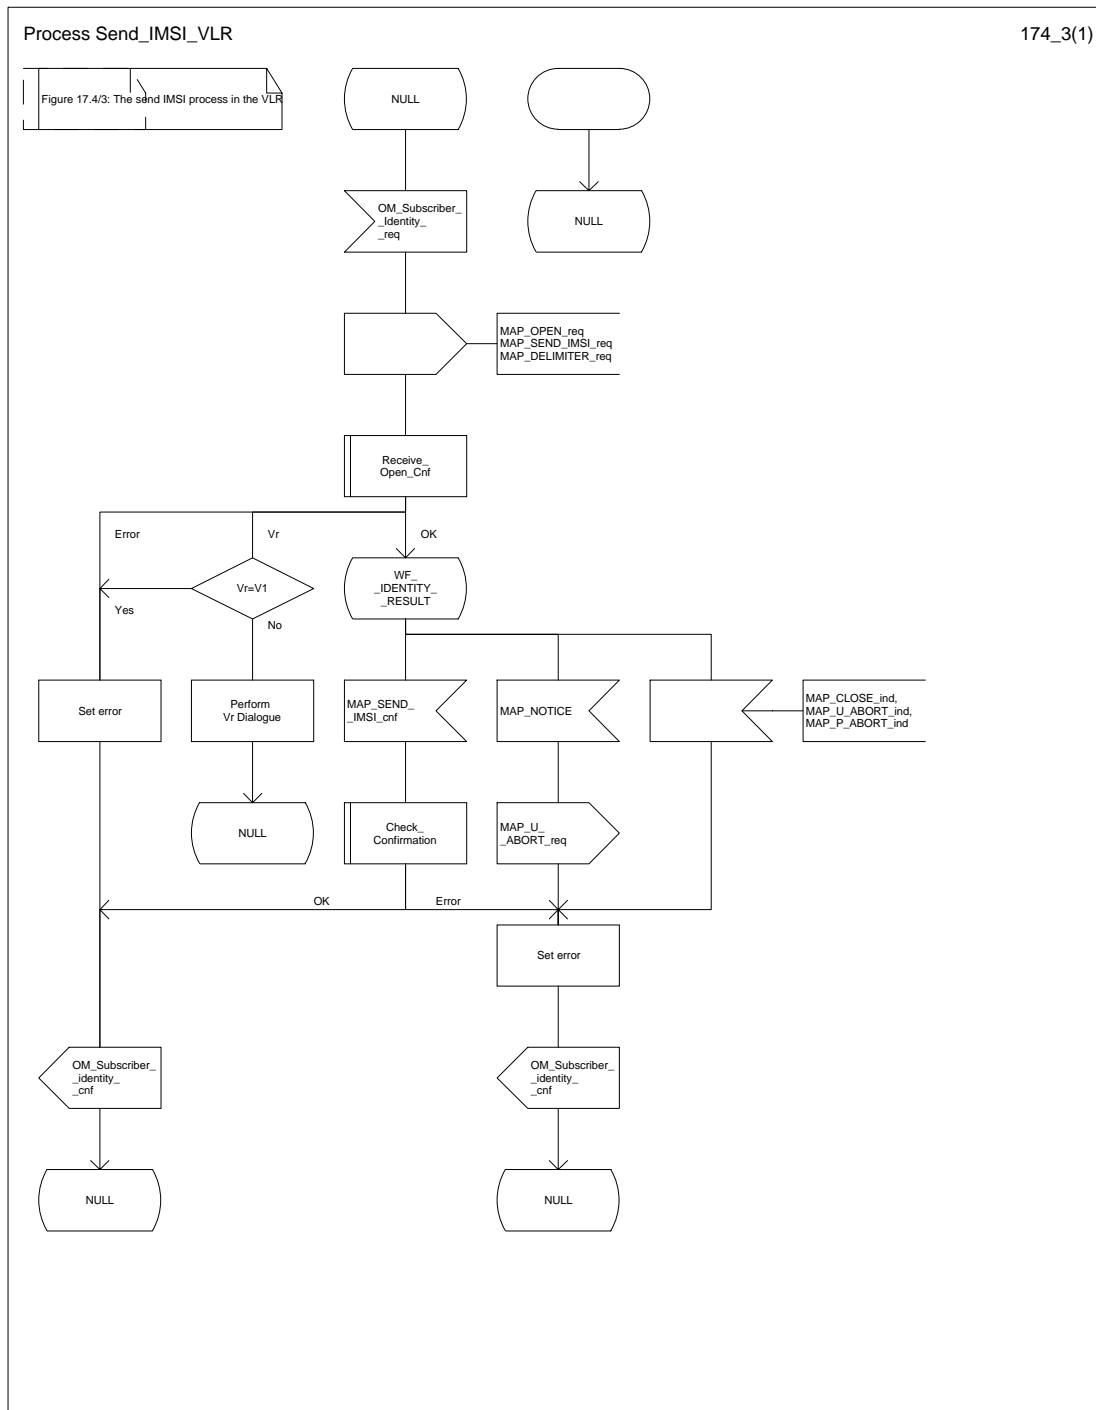 Process Send_IMSI_VLR
174_3(1)
Figure 17.4/3: The send IMSI process in the VLR
NULL
OM_Subscriber_
_Identity_
_req
NULL
MAP_OPEN_req
MAP_SEND_IMSI_req
MAP_DELIMITER_req
Receive_
Open_Cnf
Error
Vr
OK
Vr=V1
WF_
_IDENTITY_
_RESULT
Yes
No
Set error
Perform
Vr Dialogue
MAP_SEND_
_IMSI_cnf
MAP_NOTICE
MAP_CLOSE_ind,
MAP_U_ABORT_ind,
MAP_P_ABORT_ind
NULL
Check_
Confirmation
MAP_U_
_ABORT_req
OK
Error
Set error
OM_Subscriber_
_identity_
_cnf
OM_Subscriber_
_identity_
_cnf
NULL
NULL